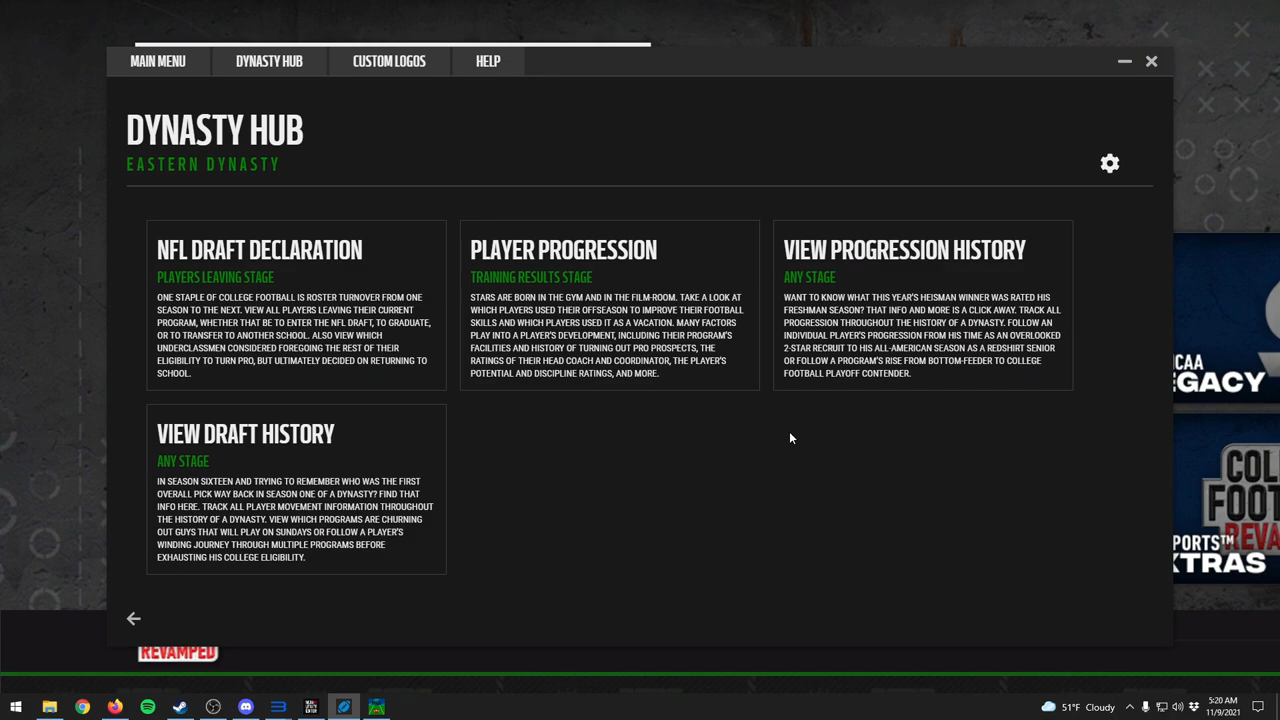 MAIN MENU
DYNASTY HUB
CUSTOM LOGOS
HELP
DYNASTY HUB
EASTERN DYNASTY
NFL DRAFT DECLARATION
PLAYERS LEAVING STAGE
ONE STAPLE OF COLLEGE FOOTBALL IS ROSTER TURNOVER FROM ONE
SEASON TO THE NEXT. VIEW ALL PLAYERS LEAVING THEIR CURRENT
PROGRAM, WHETHER THAT BE TO ENTER THE NFL DRAFT, TO GRADUATE,
OR TO TRANSFER TO ANOTHER SCHOOL. ALSO VIEW WHICH
UNDERCLASSMEN CONSIDERED FOREGOING THE REST OF THEIR
ELIGIBILITY TO TURN PRO, BUT ULTIMATELY DECIDED ON RETURNING TO
SCHOOL.
PLAYER PROGRESSION
TRAINING RESULTS STAGE
STARS ARE BORN IN THE GYM AND IN THE FILM-ROOM. TAKE A LOOK AT
WHICH PLAYERS USED THEIR OFFSEASON TO IMPROVE THEIR FOOTBALL
SKILLS AND WHICH PLAYERS USED IT AS A VACATION. MANY FACTORS
PLAY INTO A PLAYER'S DEVELOPMENT, INCLUDING THEIR PROGRAM'S
FACILITIES AND HISTORY OF TURNING OUT PRO PROSPECTS, THE
RATINGS OF THEIR HEAD COACH AND COORDINATOR, THE PLAYER'S
POTENTIAL AND DISCIPLINE RATINGS, AND MORE.
VIEW PROGRESSION HISTORY
ANY STAGE
WANT TO KNOW WHAT THIS YEAR'S HEISMAN WINNER WAS RATED HIS
FRESHMAN SEASON? THAT INFO AND MORE IS A CLICK AWAY. TRACK ALL
PROGRESSION THROUGHOUT THE HISTORY OF A DYNASTY. FOLLOW AN
INDIVIDUAL PLAYER'S PROGRESSION FROM HIS TIME AS AN OVERLOOKED
2-STAR RECRUIT TO HIS ALL-AMERICAN SEASON AS A REDSHIRT SENIOR
OR FOLLOW A PROGRAM'S RISE FROM BOTTOM-FEEDER TO COLLEGE
FOOTBALL PLAYOFF CONTENDER.
VIEW DRAFT HISTORY
ANY STAGE
IN SEASON SIXTEEN AND TRYING TO REMEMBER WHO WAS THE FIRST
OVERALL PICK WAY BACK IN SEASON ONE OF A DYNASTY? FIND THAT
INFO HERE. TRACK ALL PLAYER MOVEMENT INFORMATION THROUGHOUT
THE HISTORY OF A DYNASTY. VIEW WHICH PROGRAMS ARE CHURNING
OUT GUYS THAT WILL PLAY ON SUNDAYS OR FOLLOW A PLAYER'S
WINDING JOURNEY THROUGH MULTIPLE PROGRAMS BEFORE
EXHAUSTING HIS COLLEGE ELIGIBILITY.
CAA
EGACY
COL
FOO
REVA
PORTS™
XTRAS
REVAMPED
51°F Cloudy
5:20 AM
11/9/2021